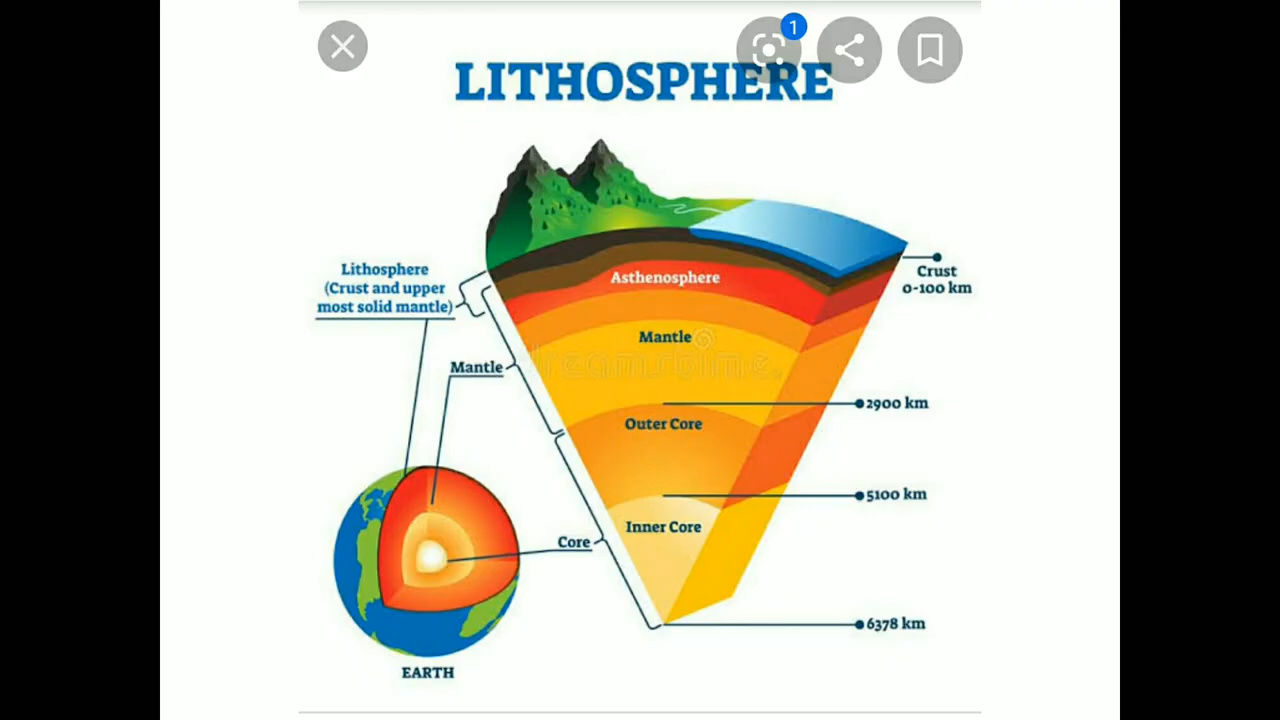 1
LITHOSPHERE
Lithosphere
(Crust and upper
most solid mantle)
Asthenosphere
Crust
0-100 km
Mantle
Mantle
dreamstime.
2900 km
Outer Core
5100 km
Inner Core
Core
6378 km
EARTH